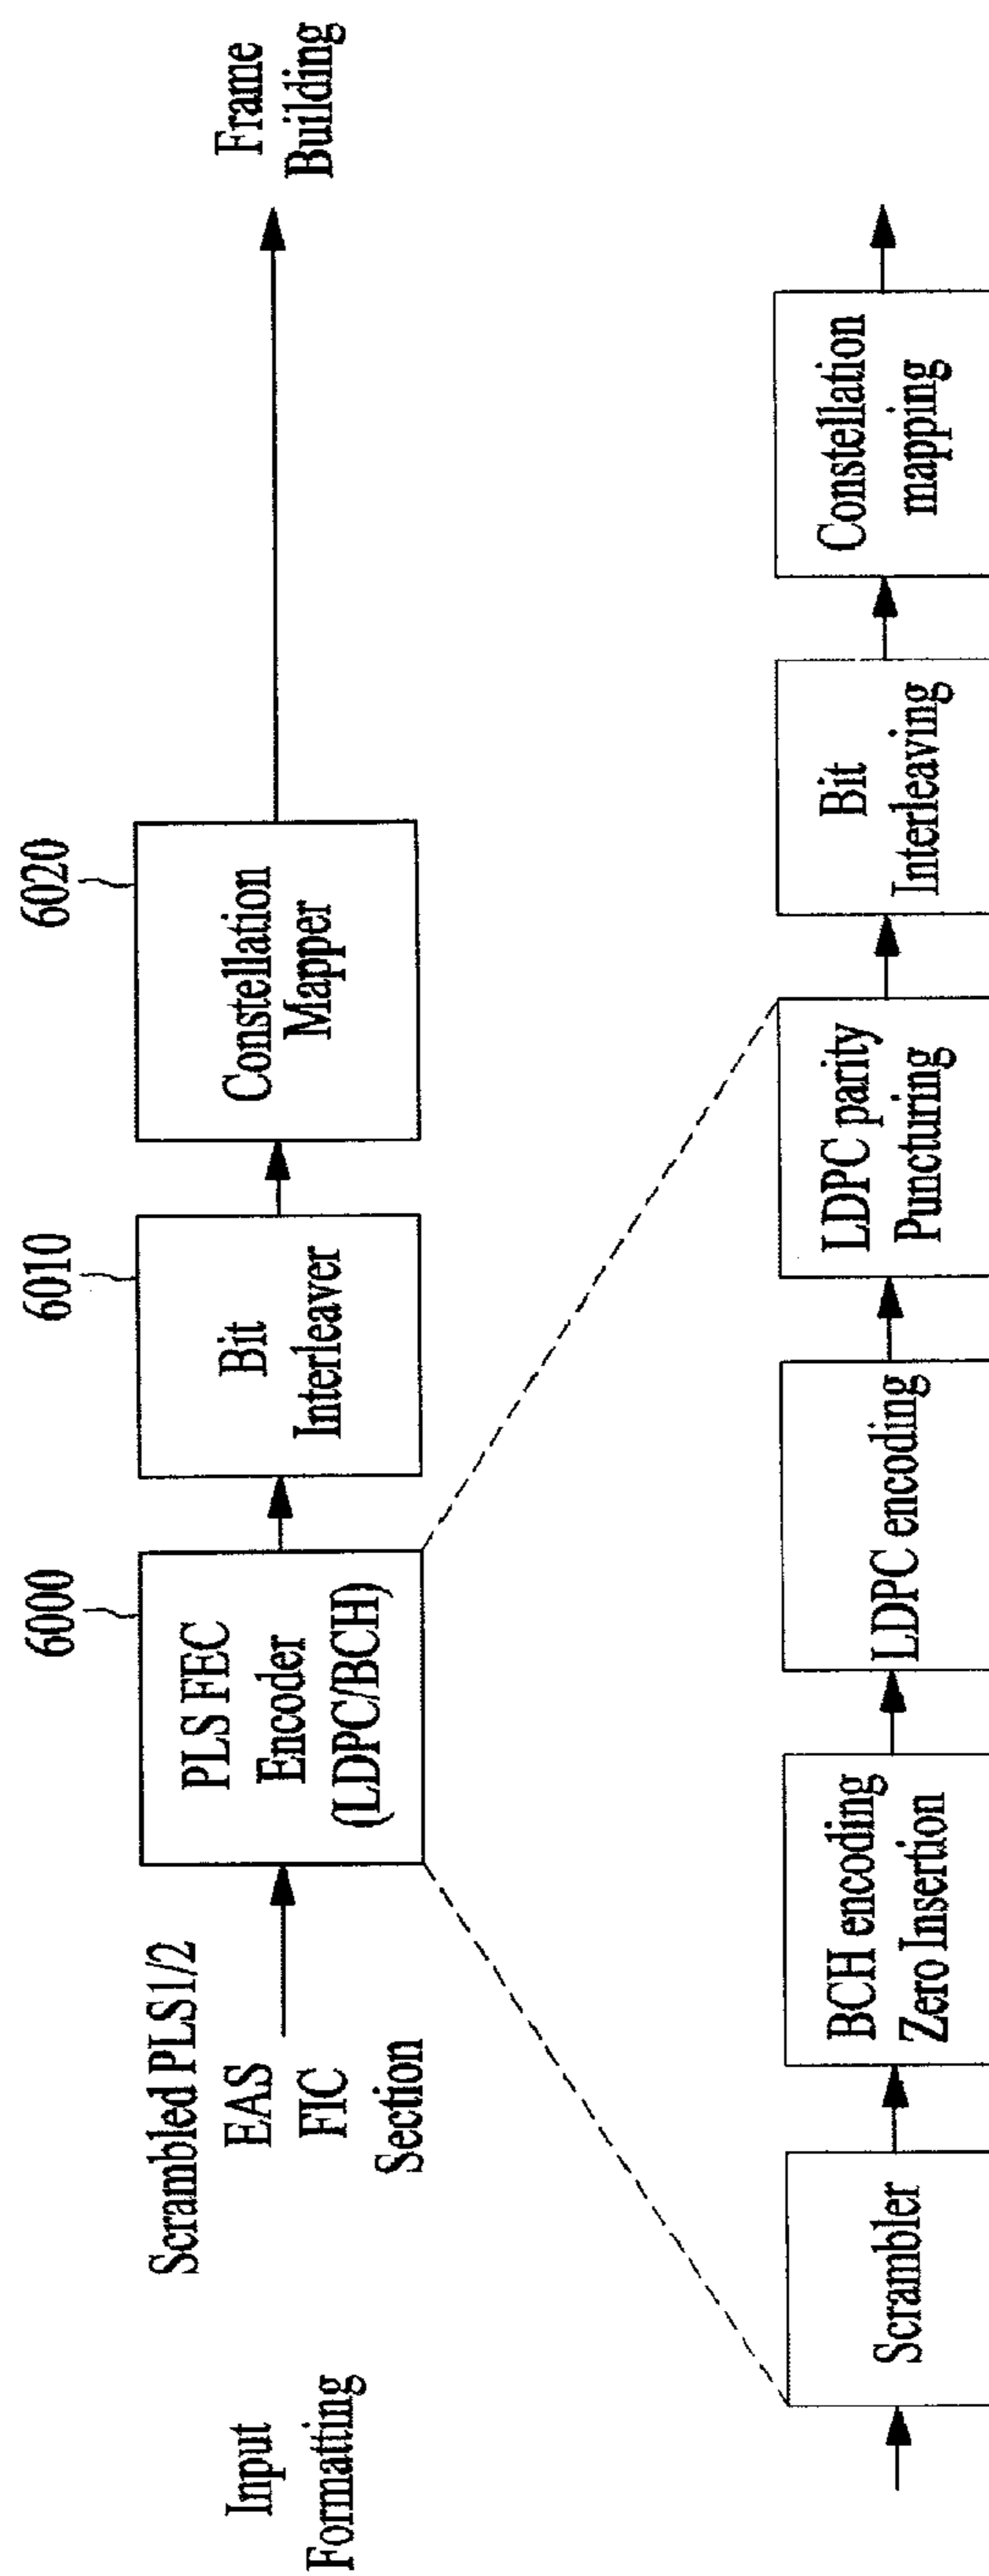 Input
Formatting
Scrambled PLS1/2
EAS
FIC
Section
6000
PLS FEC
Encoder
(LDPC/BCH)
6010
Bit
Interleaver
6020
Constellation
Mapper
Frame
Building
Scrambler
BCH encoding
Zero Insertion
LDPC encoding
LDPC parity
Puncturing
Bit
Interleaving
Constellation
mapping